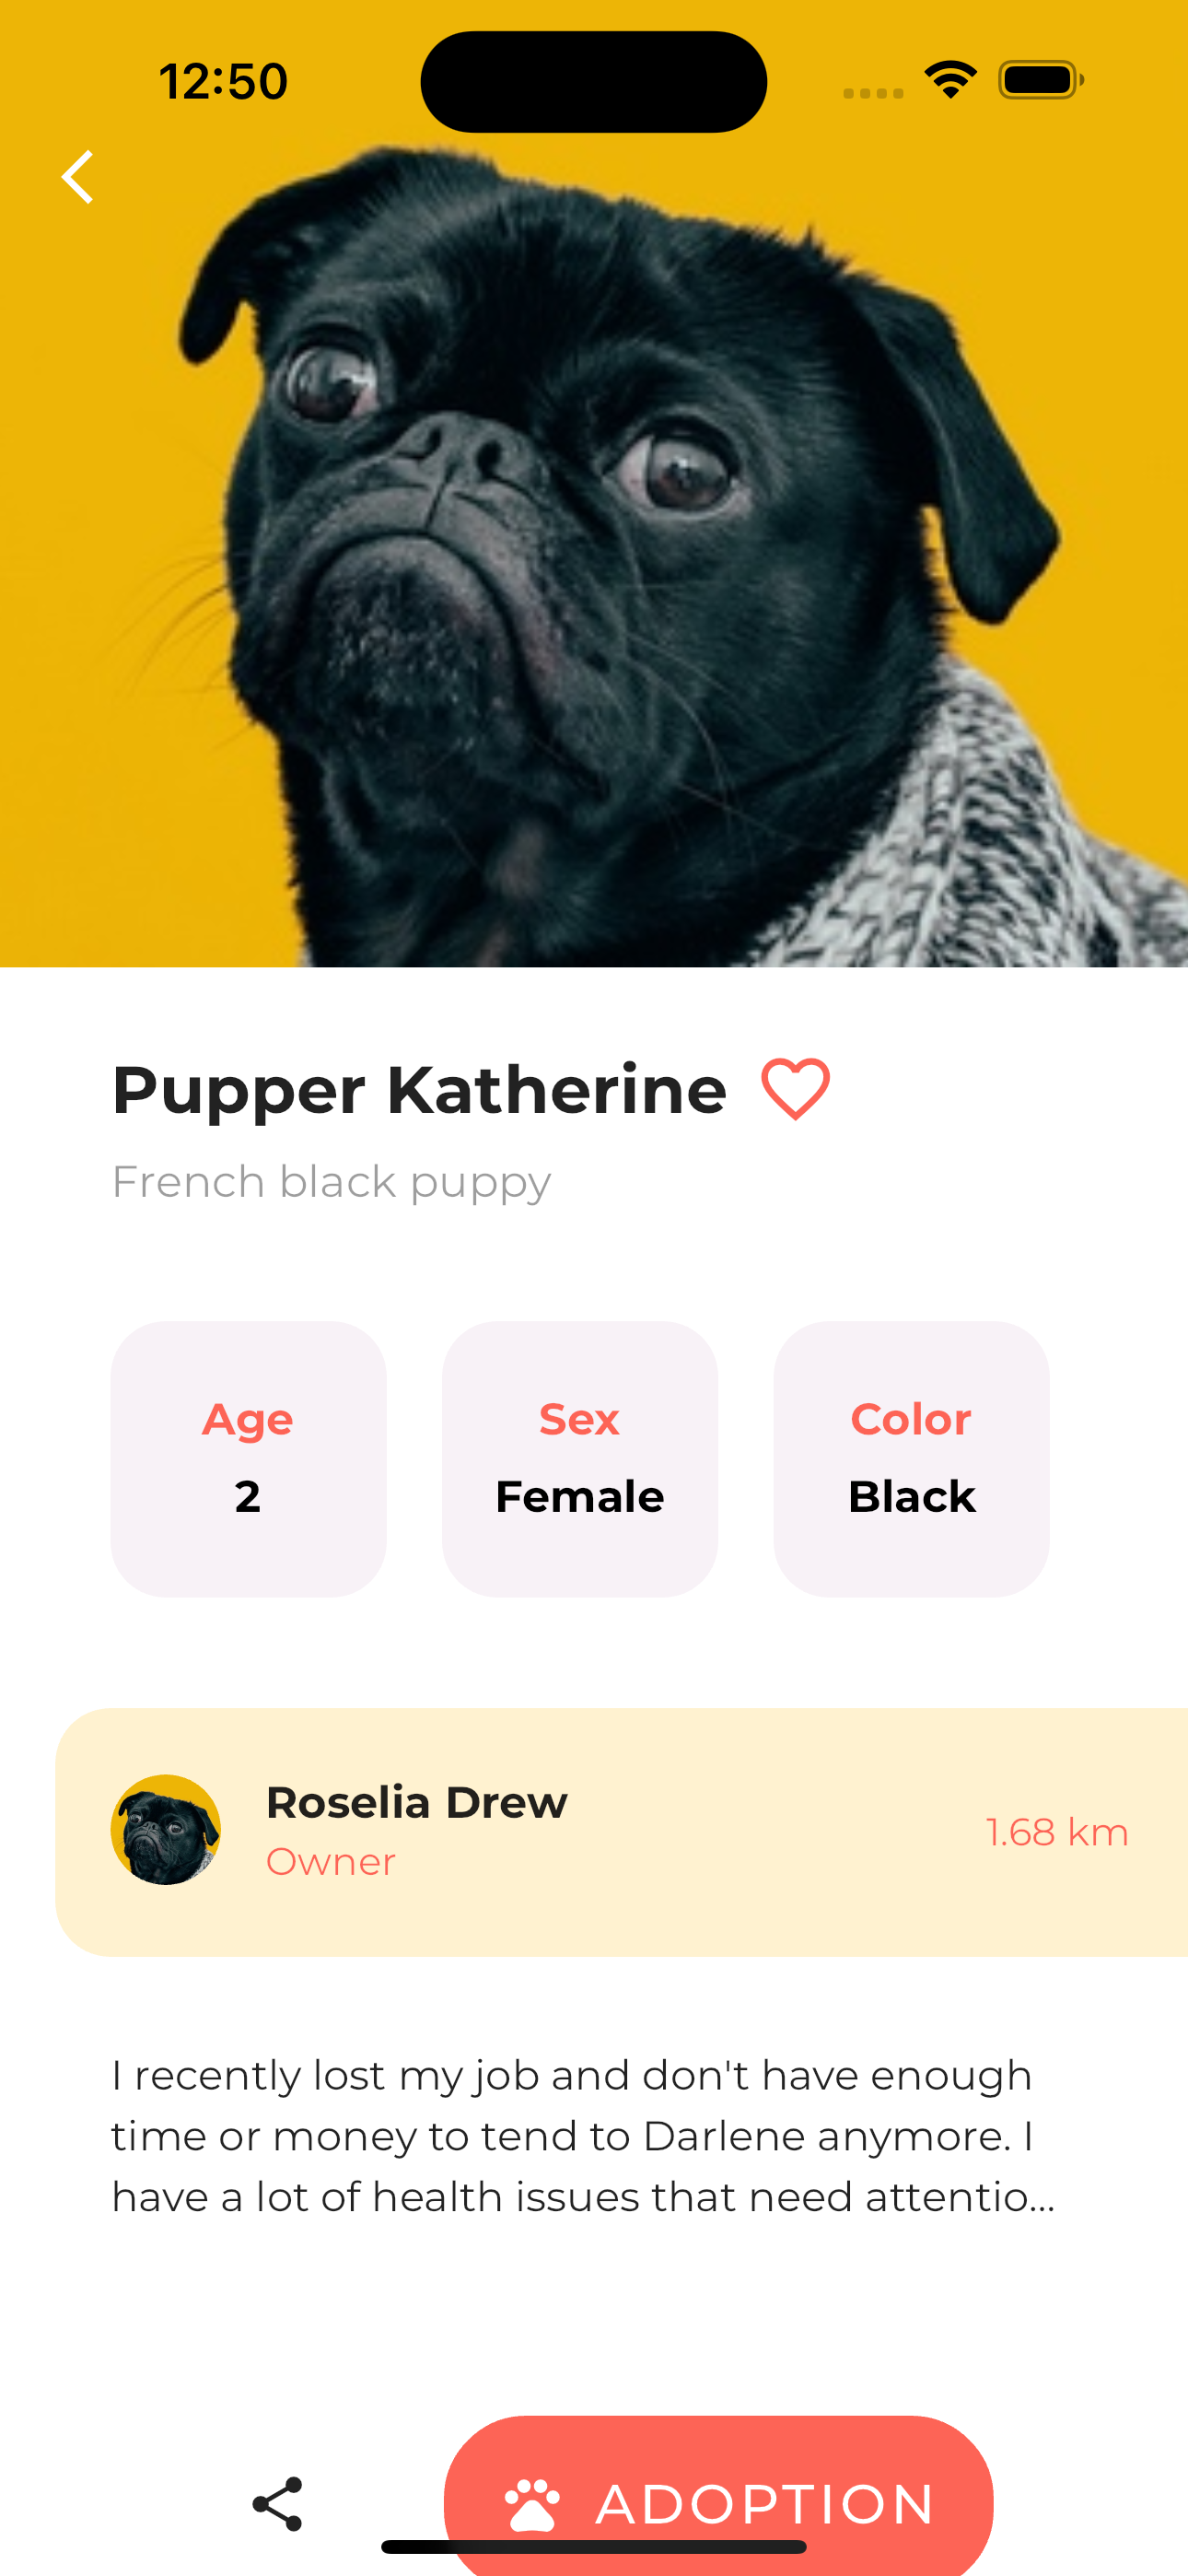 12:50
Pupper Katherine
French black puppy
Age
2
Sex
Female
Color
Black
Roselia Drew
Owner
1.68 km
I recently lost my job and don't have enough
time or money to tend to Darlene anymore. I
have a lot of health issues that need attentio...
ADOPTION